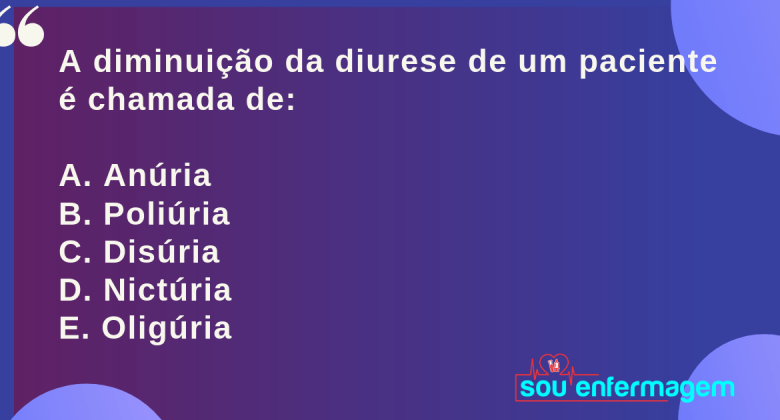 A diminuição da diurese de um paciente
é chamada de:
A. Anúria
B. Poliúria
C. Disúria
D. Nictúria
E. Oligúria
sou enfermagem